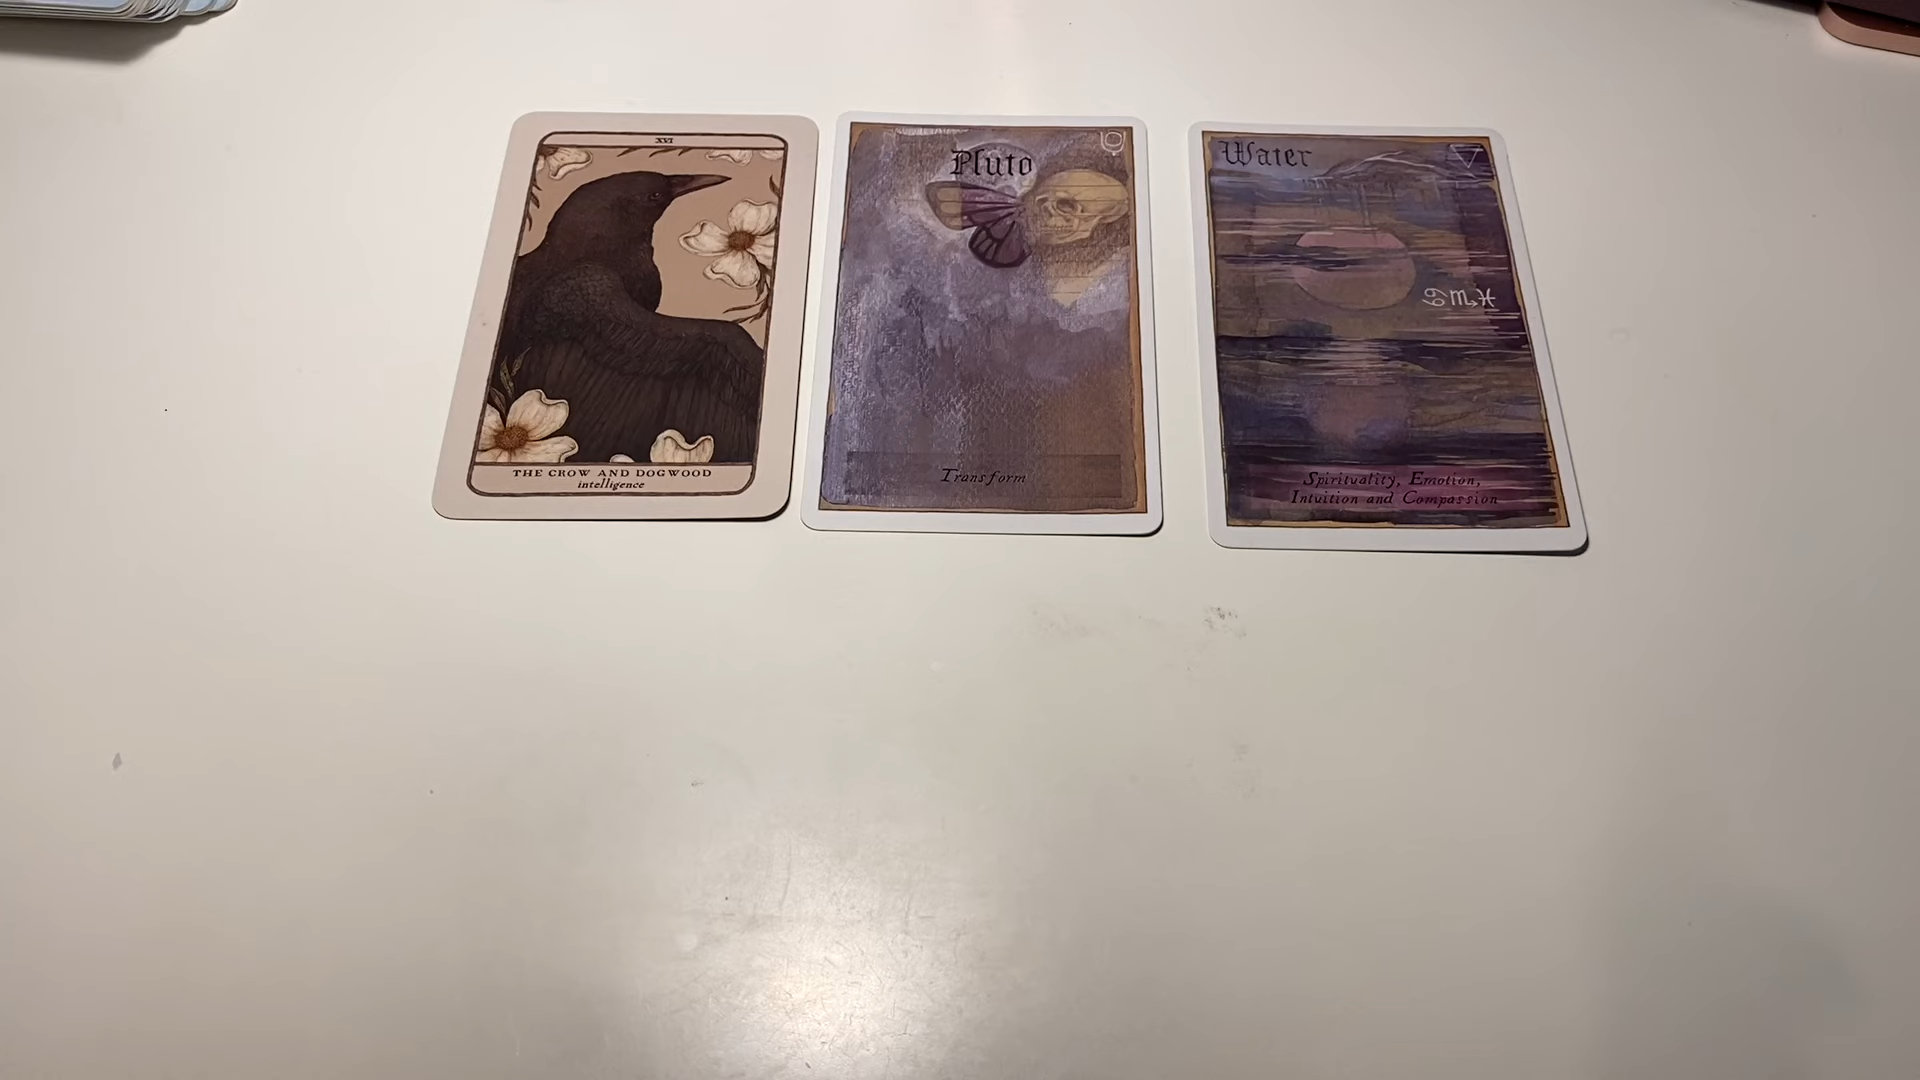 XVI
THE CROW AND DOGWOOD
intelligence
Pluto
Transform
Water
♋♏♓
Spirituality, Emotion,
Intuition and Compassion